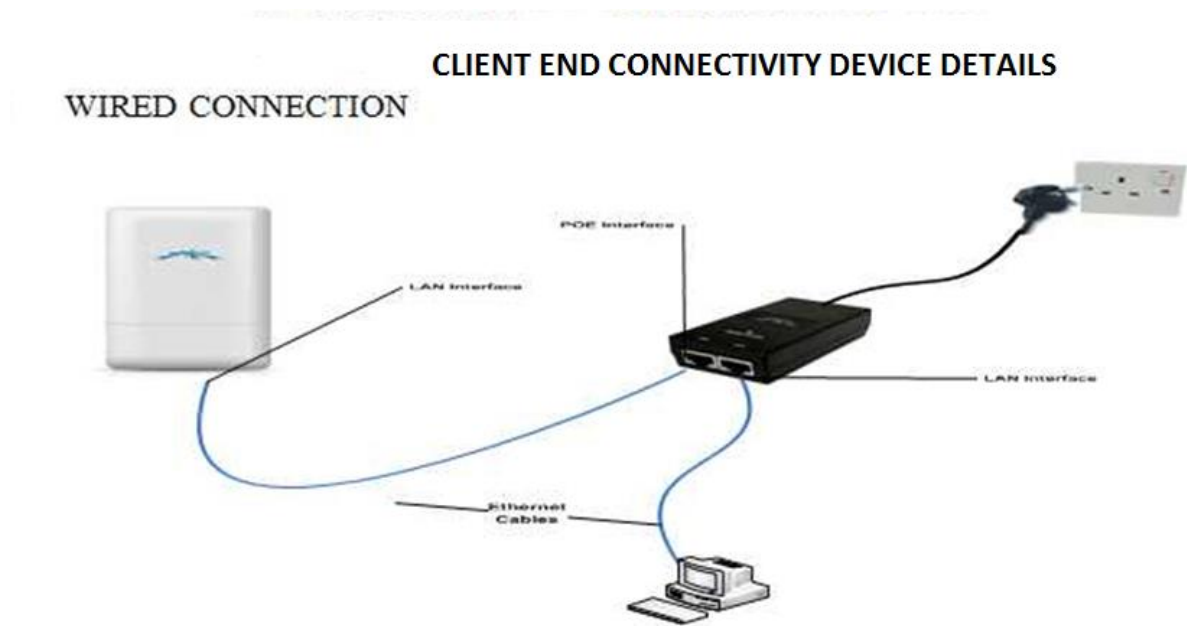 CLIENT END CONNECTIVITY DEVICE DETAILS
WIRED CONNECTION
POE Interface
LAN Interface
LAN Interface
Ethernet
Cables